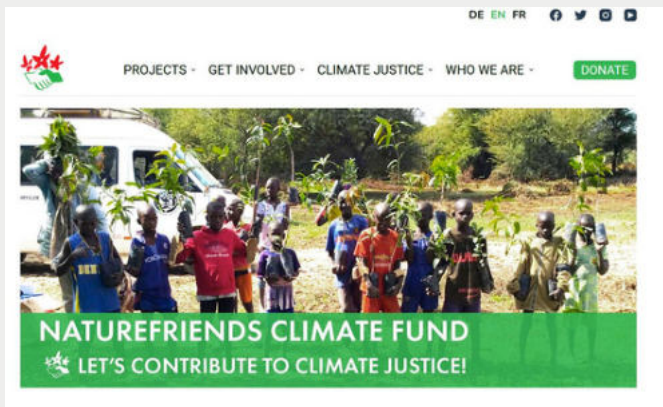 DE EN FR
PROJECTS GET INVOLVED CLIMATE JUSTICE WHO WE ARE DONATE
NATUREFRIENDS CLIMATE FUND
LET'S CONTRIBUTE TO CLIMATE JUSTICE!